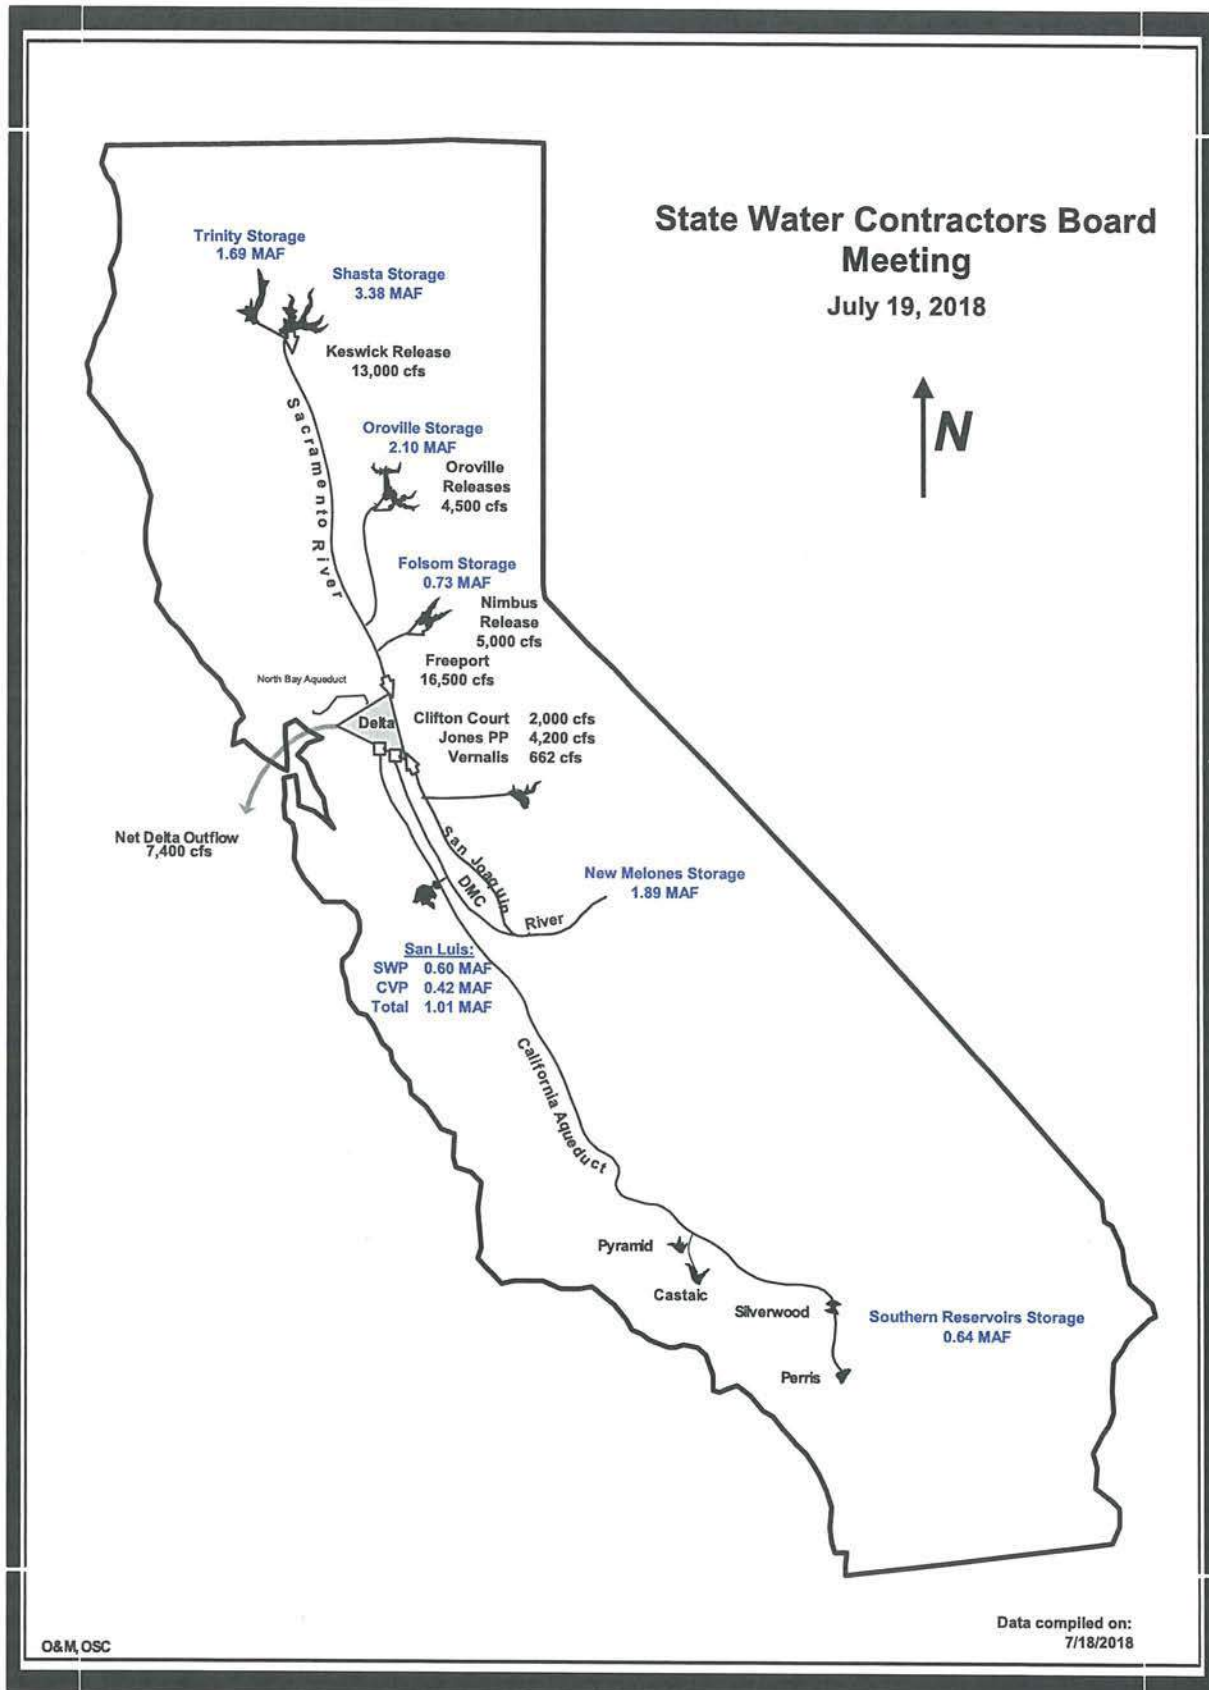 State Water Contractors Board
Meeting
July 19, 2018
N
Trinity Storage
1.69 MAF
Shasta Storage
3.38 MAF
Keswick Release
13,000 cfs
Sacramento River
Oroville Storage
2.10 MAF
Oroville
Releases
4,500 cfs
Folsom Storage
0.73 MAF
Nimbus
Release
5,000 cfs
Freeport
16,500 cfs
North Bay Aqueduct
Delta
Clifton Court 2,000 cfs
Jones PP 4,200 cfs
Vernalis 662 cfs
Net Delta Outflow
7,400 cfs
San Joaquin
River
DMC
New Melones Storage
1.89 MAF
San Luis:
SWP 0.60 MAF
CVP 0.42 MAF
Total 1.01 MAF
California Aqueduct
Pyramid
Castaic
Silverwood
Southern Reservoirs Storage
0.64 MAF
Perris
Data compiled on:
7/18/2018
O&M, OSC